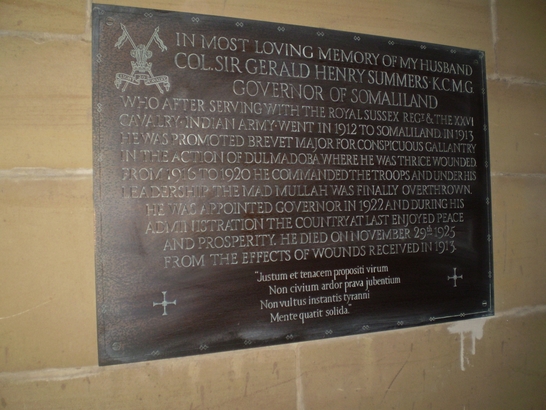 IN MOST LOVING MEMORY OF MY HUSBAND
COL. SIR GERALD HENRY SUMMERS · K.C.M.G.
GOVERNOR OF SOMALILAND
WHO AFTER SERVING WITH THE ROYAL SUSSEX REGT & THE XXVI
CAVALRY · INDIAN ARMY · WENT IN 1912 TO SOMALILAND. IN 1913
HE WAS PROMOTED BREVET MAJOR FOR CONSPICUOUS GALLANTRY
IN THE ACTION OF DULMADOBA WHERE HE WAS THRICE WOUNDED.
FROM 1916 TO 1920 HE COMMANDED THE TROOPS AND UNDER HIS
LEADERSHIP THE MAD MULLAH WAS FINALLY OVERTHROWN.
HE WAS APPOINTED GOVERNOR IN 1922 AND DURING HIS
ADMINISTRATION THE COUNTRY AT LAST ENJOYED PEACE
AND PROSPERITY. HE DIED ON NOVEMBER 29th 1925
FROM THE EFFECTS OF WOUNDS RECEIVED IN 1913
"Justum et tenacem propositi virum
Non civium ardor prava jubentium
Non vultus instantis tyranni
Mente quatit solida."